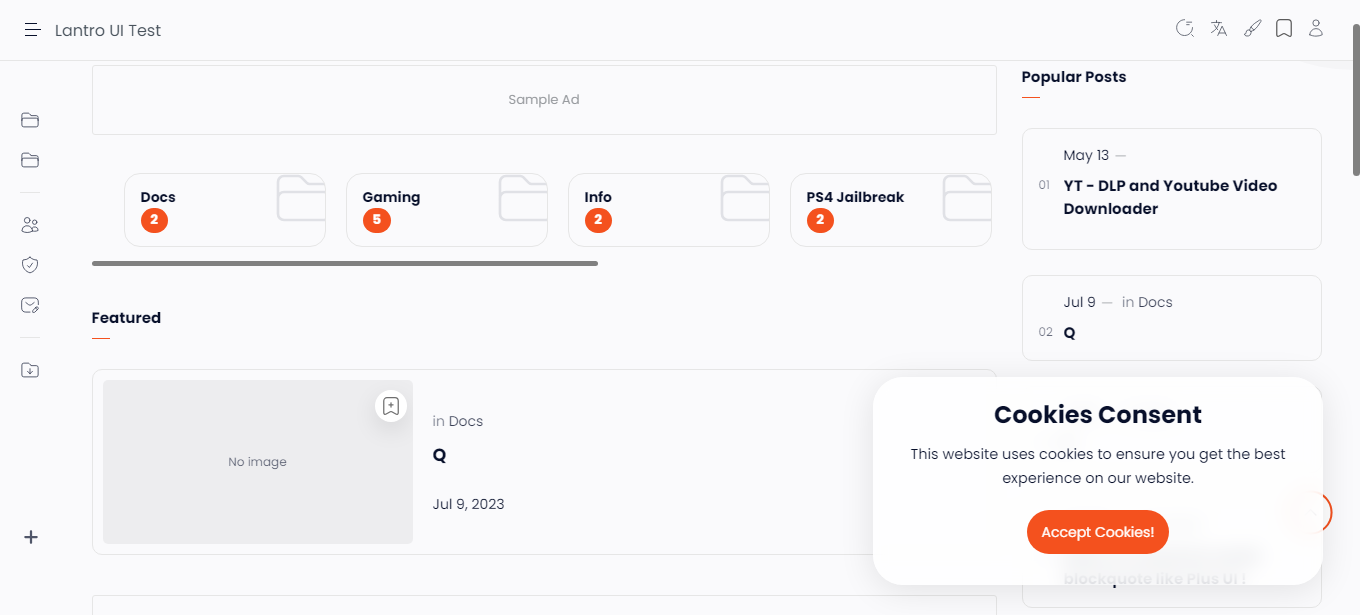 Lantro UI Test
Sample Ad
Docs
2
Gaming
5
Info
2
PS4 Jailbreak
2
Featured
No image
in Docs
Q
Jul 9, 2023
Popular Posts
May 13 —
01
YT - DLP and Youtube Video
Downloader
Jul 9 — in Docs
02
Q
Cookies Consent
This website uses cookies to ensure you get the best
experience on our website.
Accept Cookies!
blockquote like Plus UI !